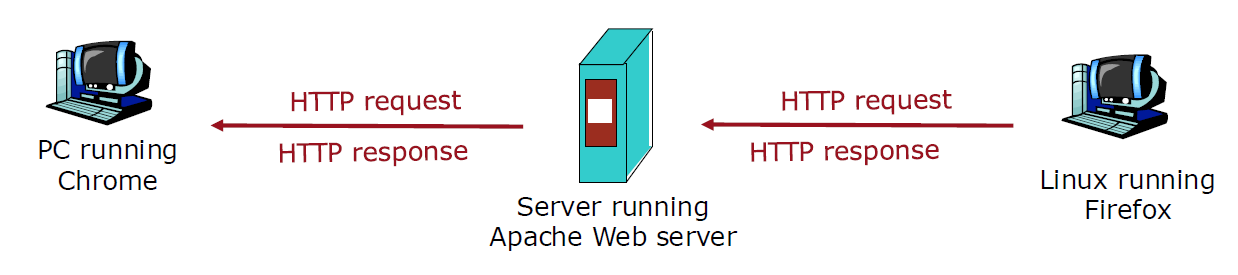 HTTP request
HTTP response
PC running
Chrome
Server running
Apache Web server
HTTP request
HTTP response
Linux running
Firefox